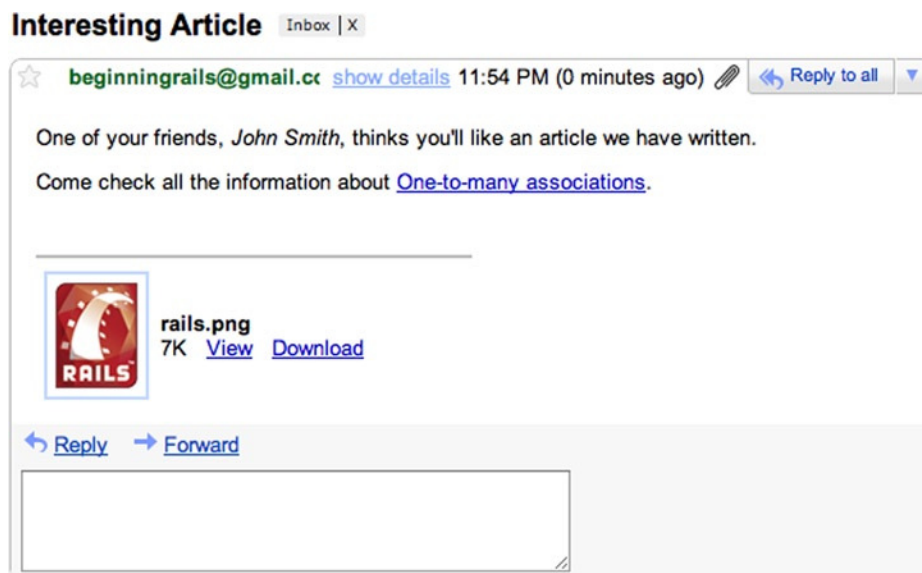 Interesting Article Inbox | X
beginningrails@gmail.cc show details 11:54 PM (0 minutes ago) Reply to all
One of your friends, John Smith, thinks you'll like an article we have written.
Come check all the information about One-to-many associations.
RAILS
rails.png
7K View Download
Reply Forward